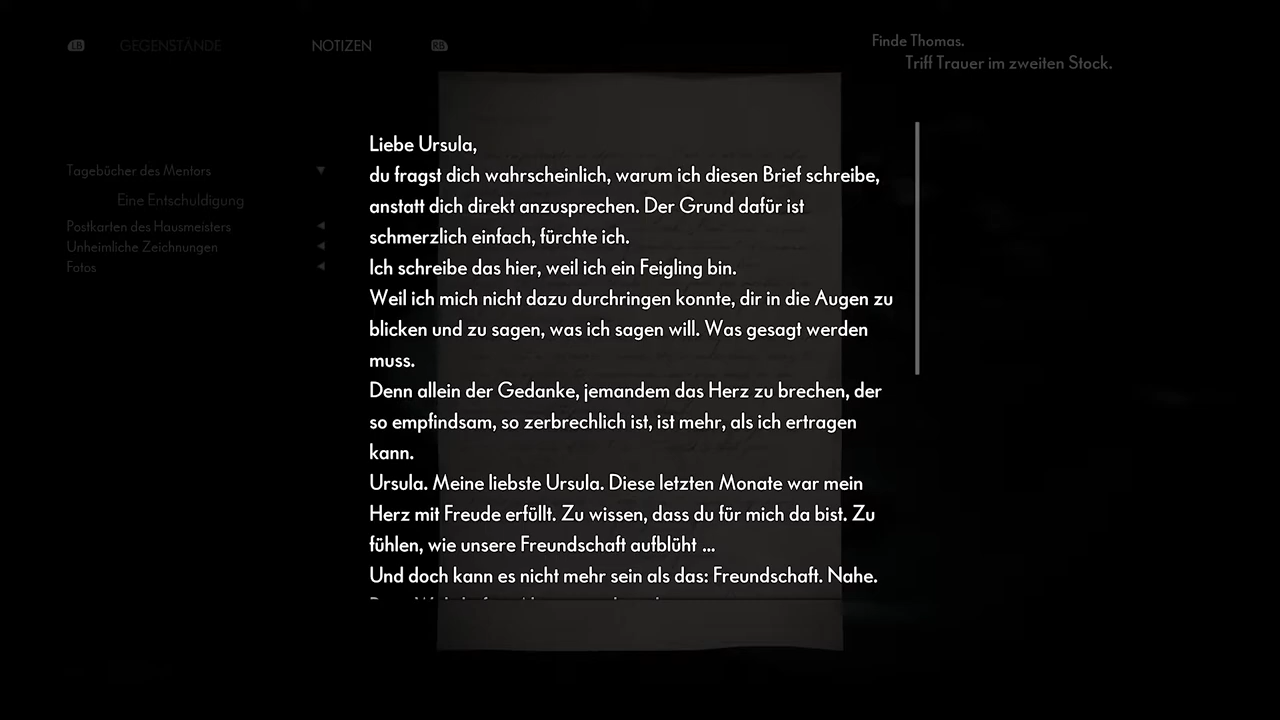 LB
GEGENSTÄNDE
NOTIZEN
RB
Finde Thomas.
Triff Trauer im zweiten Stock.
Tagebücher des Mentors
Eine Entschuldigung
Postkarten des Hausmeisters
Unheimliche Zeichnungen
Fotos
Liebe Ursula,
du fragst dich wahrscheinlich, warum ich diesen Brief schreibe,
anstatt dich direkt anzusprechen. Der Grund dafür ist
schmerzlich einfach, fürchte ich.
Ich schreibe das hier, weil ich ein Feigling bin.
Weil ich mich nicht dazu durchringen konnte, dir in die Augen zu
blicken und zu sagen, was ich sagen will. Was gesagt werden
muss.
Denn allein der Gedanke, jemandem das Herz zu brechen, der
so empfindsam, so zerbrechlich ist, ist mehr, als ich ertragen
kann.
Ursula. Meine liebste Ursula. Diese letzten Monate war mein
Herz mit Freude erfüllt. Zu wissen, dass du für mich da bist. Zu
fühlen, wie unsere Freundschaft aufblüht ...
Und doch kann es nicht mehr sein als das: Freundschaft. Nahe.